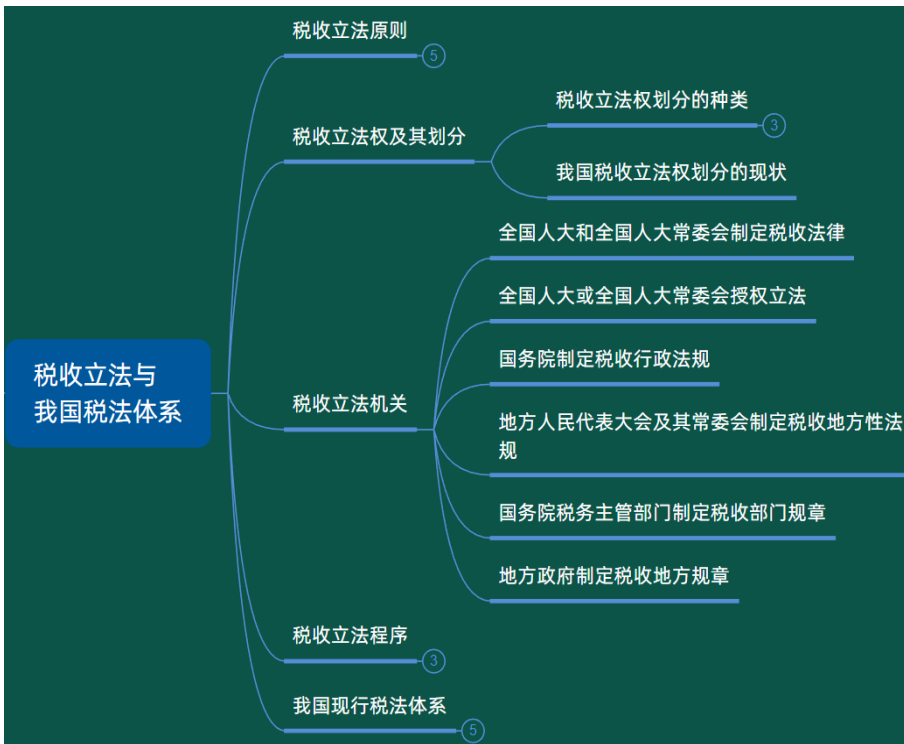 税收立法与
我国税法体系
税收立法原则
5
税收立法权及其划分
税收立法权划分的种类
3
我国税收立法权划分的现状
税收立法机关
全国人大和全国人大常委会制定税收法律
全国人大或全国人大常委会授权立法
国务院制定税收行政法规
地方人民代表大会及其常委会制定税收地方性法
规
国务院税务主管部门制定税收部门规章
地方政府制定税收地方规章
税收立法程序
3
我国现行税法体系
5